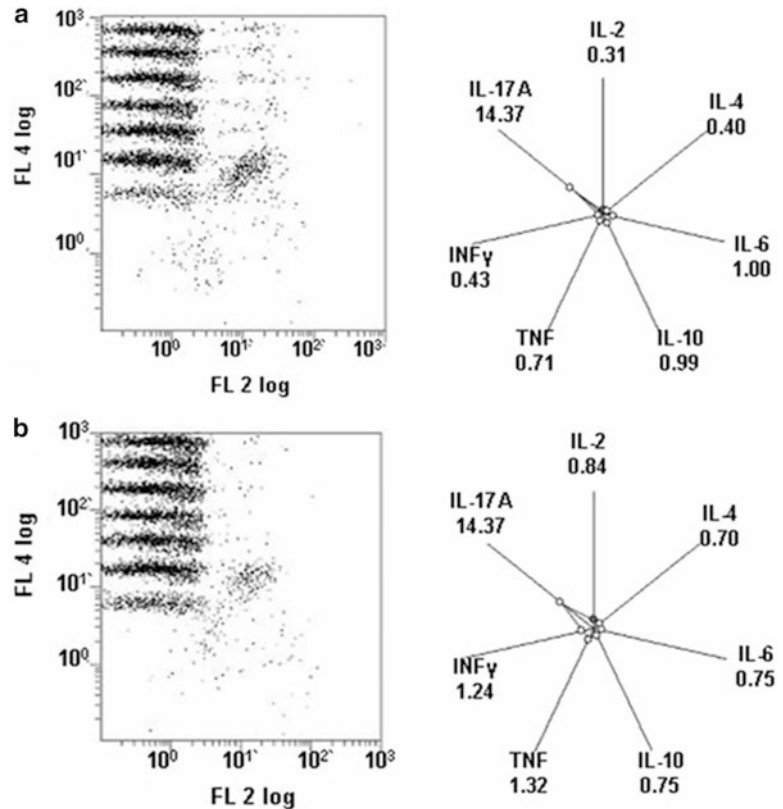 a
10³
10²
10¹
10⁰
FL 4 log
10⁰ 10¹ 10² 10³
FL 2 log
IL-2
0.31
IL-4
0.40
IL-6
1.00
IL-10
0.99
TNF
0.71
INFγ
0.43
IL-17A
14.37
b
10³
10²
10¹
10⁰
FL 4 log
10⁰ 10¹ 10² 10³
FL 2 log
IL-2
0.84
IL-4
0.70
IL-6
0.75
IL-10
0.75
TNF
1.32
INFγ
1.24
IL-17A
14.37